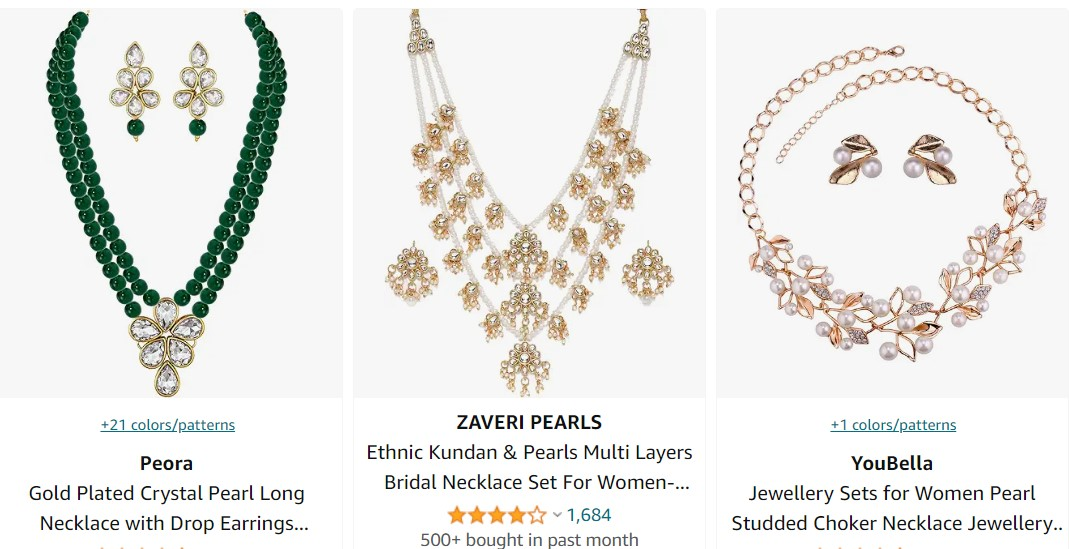 +21 colors/patterns
Peora
Gold Plated Crystal Pearl Long
Necklace with Drop Earrings...
ZAVERI PEARLS
Ethnic Kundan & Pearls Multi Layers
Bridal Necklace Set For Women-...
1,684
500+ bought in past month
+1 colors/patterns
YouBella
Jewellery Sets for Women Pearl
Studded Choker Necklace Jewellery..